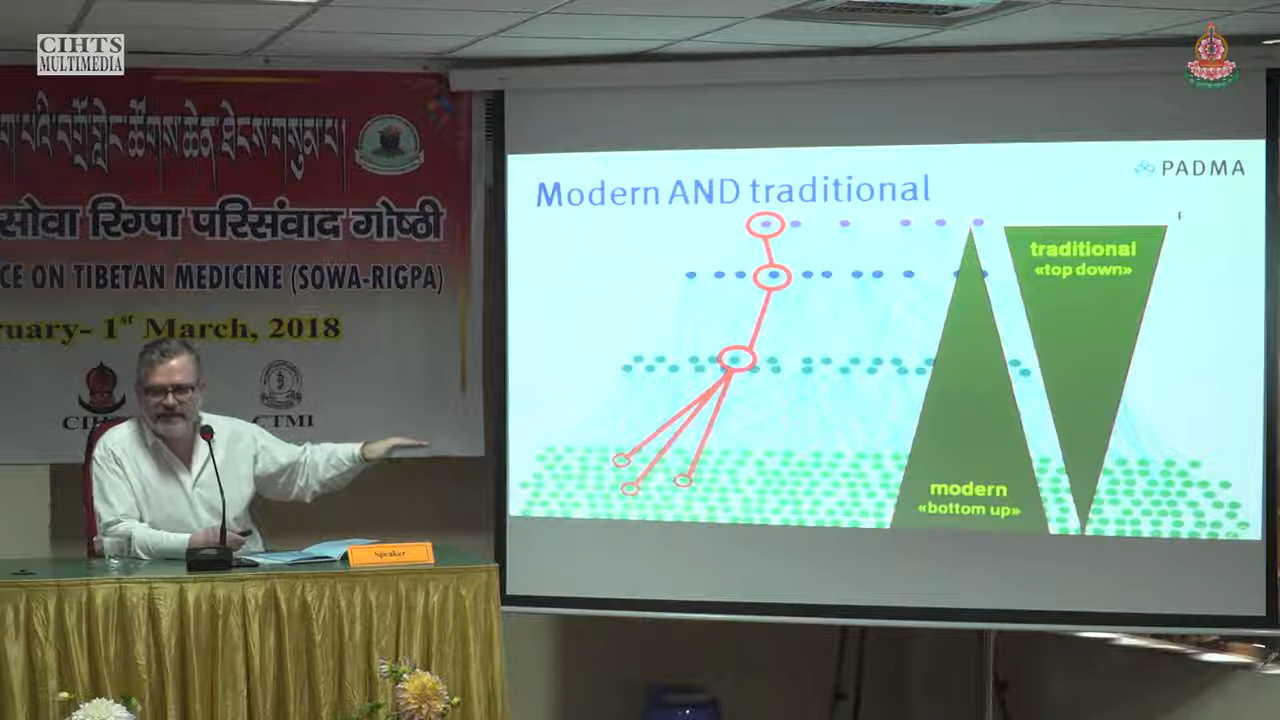 CIHTS
MULTIMEDIA
सोवा रिग्पा परिसंवाद गोष्ठी
CE ON TIBETAN MEDICINE (SOWA-RIGPA)
ruary- 1st March, 2018
CTMI
Speaker
PADMA
Modern AND traditional
traditional
«top down»
modern
«bottom up»